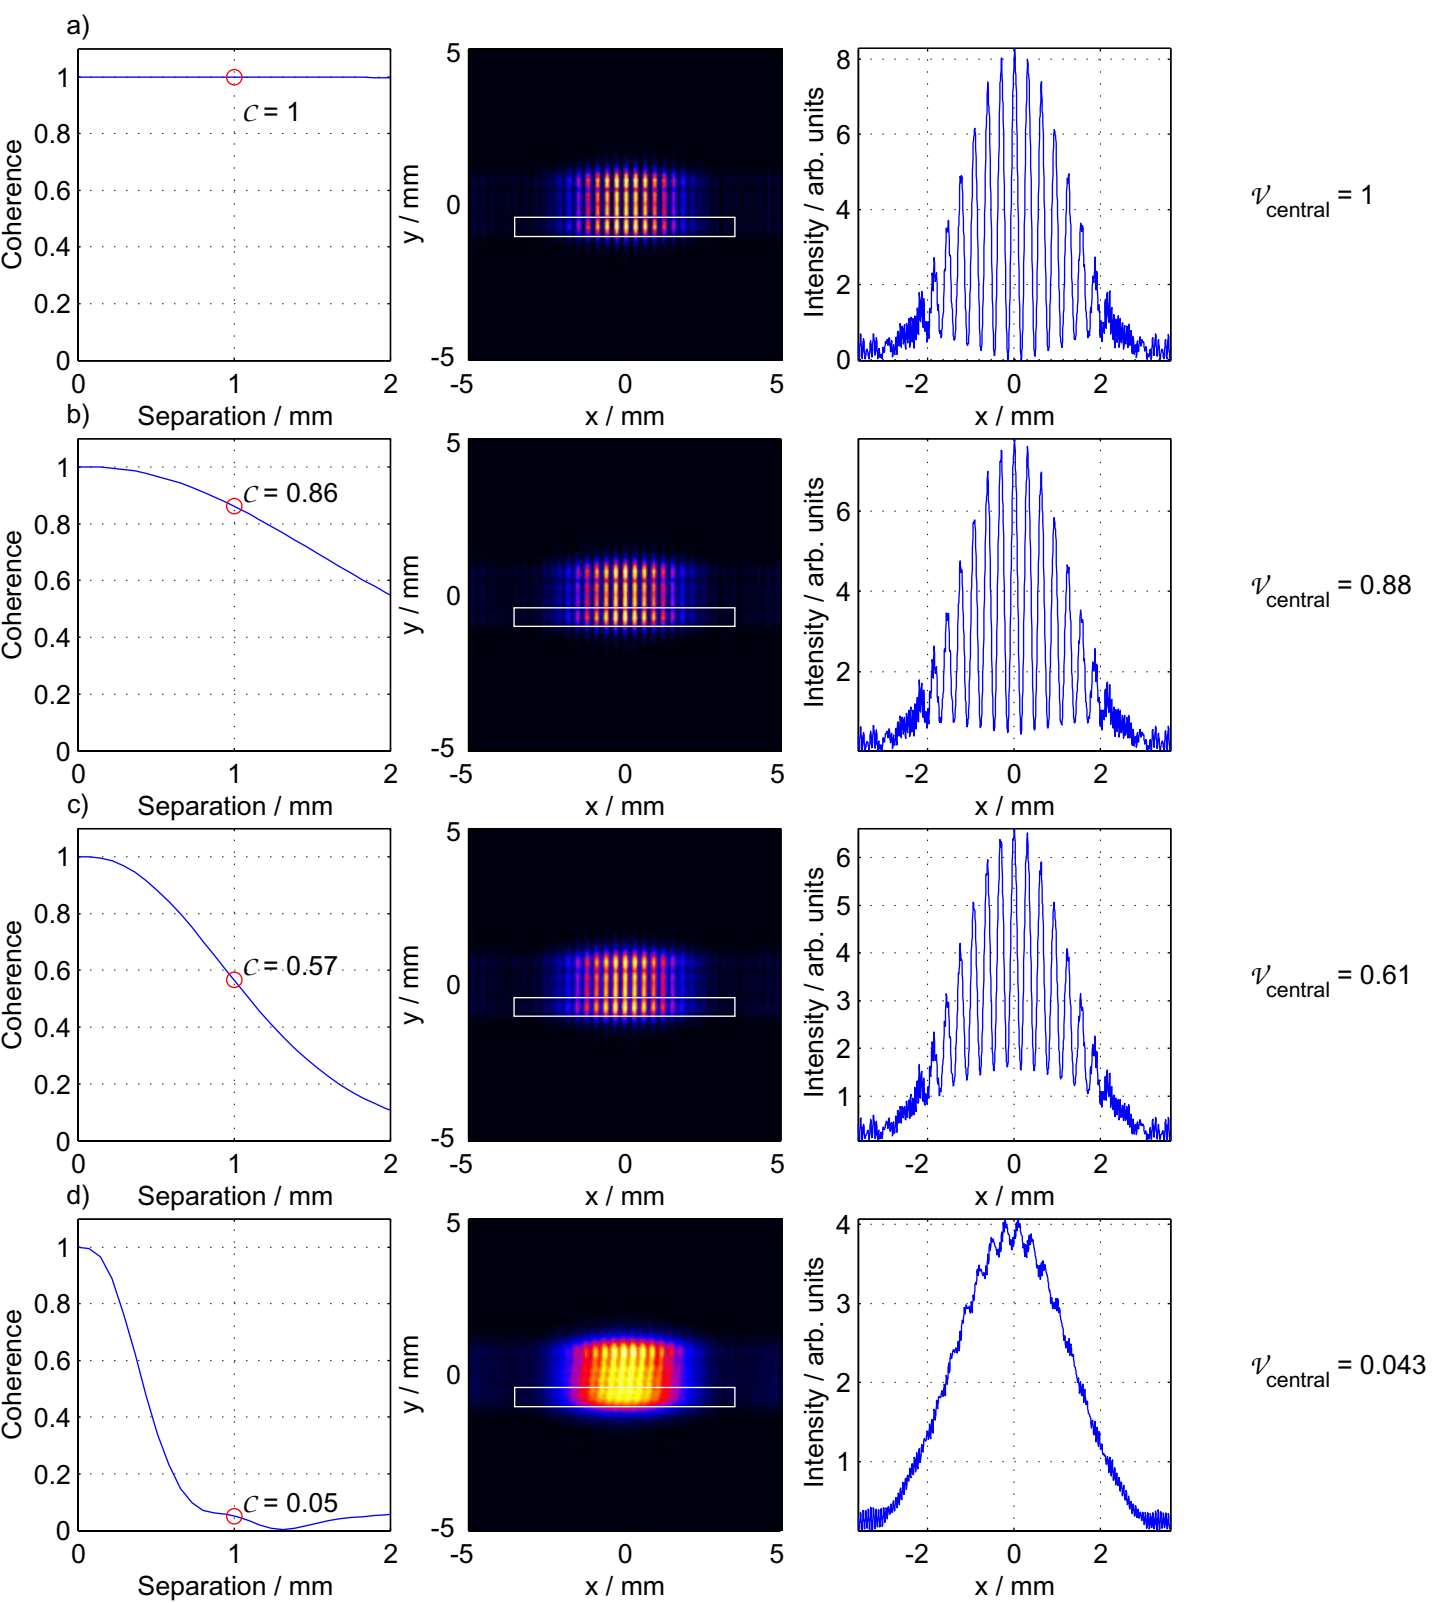 a)
Coherence
1
0.8
0.6
0.4
0.2
0
0 1 2
Separation / mm
C = 1
y / mm
5
0
-5
-5 0 5
x / mm
Intensity / arb. units
8
6
4
2
0
-2 0 2
x / mm
𝒱central = 1
b)
Coherence
1
0.8
0.6
0.4
0.2
0
0 1 2
Separation / mm
C = 0.86
y / mm
5
0
-5
-5 0 5
x / mm
Intensity / arb. units
6
4
2
-2 0 2
x / mm
𝒱central = 0.88
c)
Coherence
1
0.8
0.6
0.4
0.2
0
0 1 2
Separation / mm
C = 0.57
y / mm
5
0
-5
-5 0 5
x / mm
Intensity / arb. units
6
5
4
3
2
1
-2 0 2
x / mm
𝒱central = 0.61
d)
Coherence
1
0.8
0.6
0.4
0.2
0
0 1 2
Separation / mm
C = 0.05
y / mm
5
0
-5
-5 0 5
x / mm
Intensity / arb. units
4
3
2
1
-2 0 2
x / mm
𝒱central = 0.043